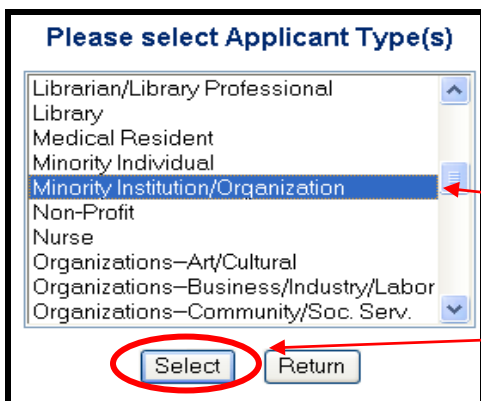 Please select Applicant Type(s)
Librarian/Library Professional
Library
Medical Resident
Minority Individual
Minority Institution/Organization
Non-Profit
Nurse
Organizations—Art/Cultural
Organizations—Business/Industry/Labor
Organizations—Community/Soc. Serv.
Select Return